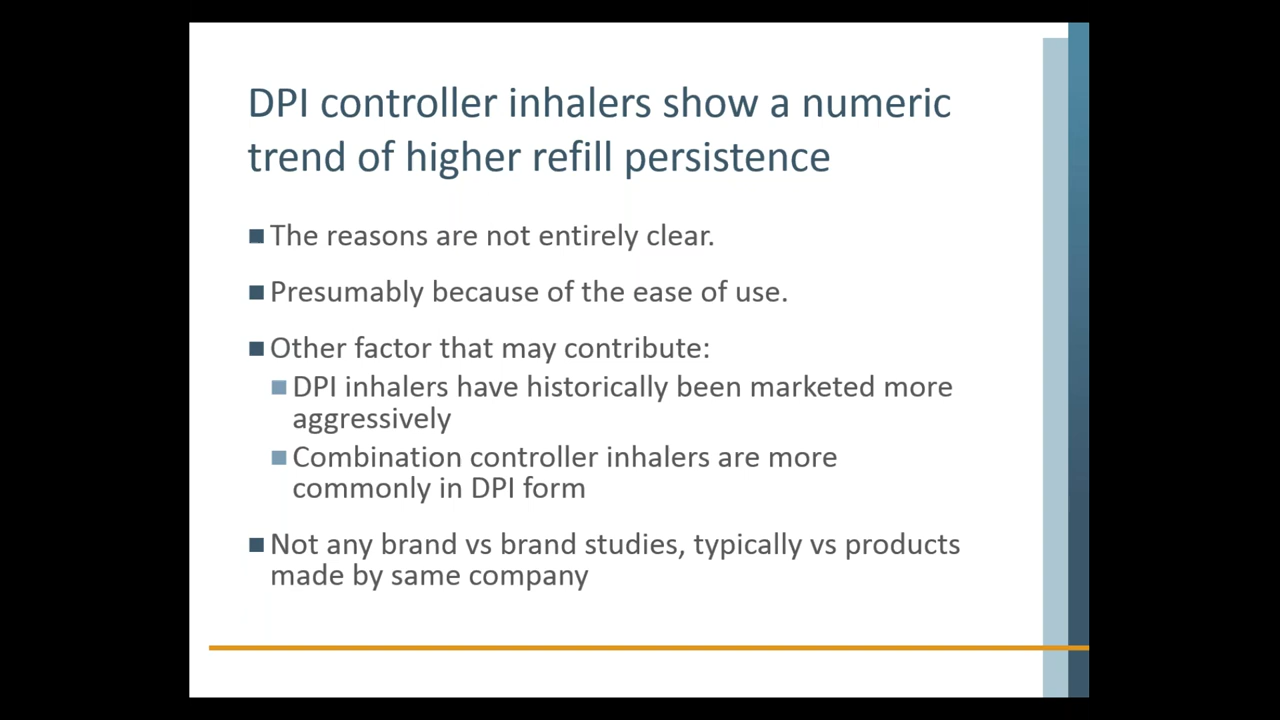 DPI controller inhalers show a numeric
trend of higher refill persistence
The reasons are not entirely clear.
Presumably because of the ease of use.
Other factor that may contribute:
DPI inhalers have historically been marketed more
aggressively
Combination controller inhalers are more
commonly in DPI form
Not any brand vs brand studies, typically vs products
made by same company